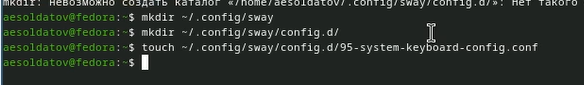 mkdir: невозможно создать каталог «/home/aesoldatov/.config/sway/config.d/»: Нет такого
aesoldatov@fedora:~$ mkdir ~/.config/sway
aesoldatov@fedora:~$ mkdir ~/.config/sway/config.d/
aesoldatov@fedora:~$ touch ~/.config/sway/config.d/95-system-keyboard-config.conf
aesoldatov@fedora:~$